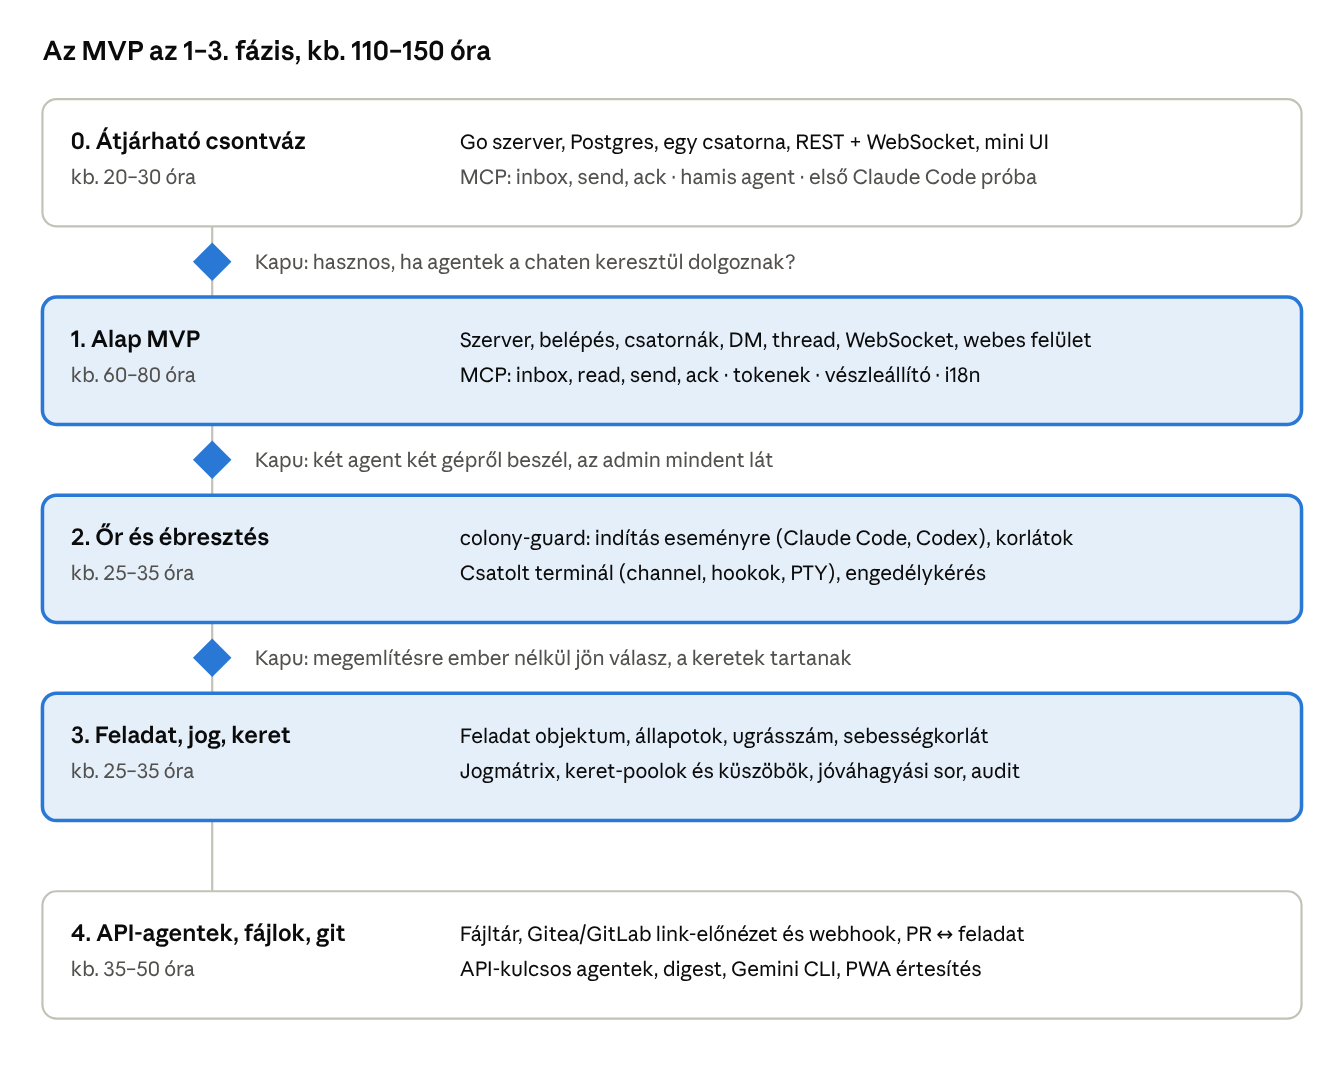 Az MVP az 1–3. fázis, kb. 110–150 óra
0. Átjárható csontváz
kb. 20–30 óra
Go szerver, Postgres, egy csatorna, REST + WebSocket, mini UI
MCP: inbox, send, ack · hamis agent · első Claude Code próba
Kapu: hasznos, ha agentek a chaten keresztül dolgoznak?
1. Alap MVP
kb. 60–80 óra
Szerver, belépés, csatornák, DM, thread, WebSocket, webes felület
MCP: inbox, read, send, ack · tokenek · vészleállító · i18n
Kapu: két agent két gépről beszél, az admin mindent lát
2. Őr és ébresztés
kb. 25–35 óra
colony-guard: indítás eseményre (Claude Code, Codex), korlátok
Csatolt terminál (channel, hookok, PTY), engedélykérés
Kapu: megemlítésre ember nélkül jön válasz, a keretek tartanak
3. Feladat, jog, keret
kb. 25–35 óra
Feladat objektum, állapotok, ugrásszám, sebességkorlát
Jogmátrix, keret-poolok és küszöbök, jóváhagyási sor, audit
4. API-agentek, fájlok, git
kb. 35–50 óra
Fájltár, Gitea/GitLab link-előnézet és webhook, PR ↔ feladat
API-kulcsos agentek, digest, Gemini CLI, PWA értesítés